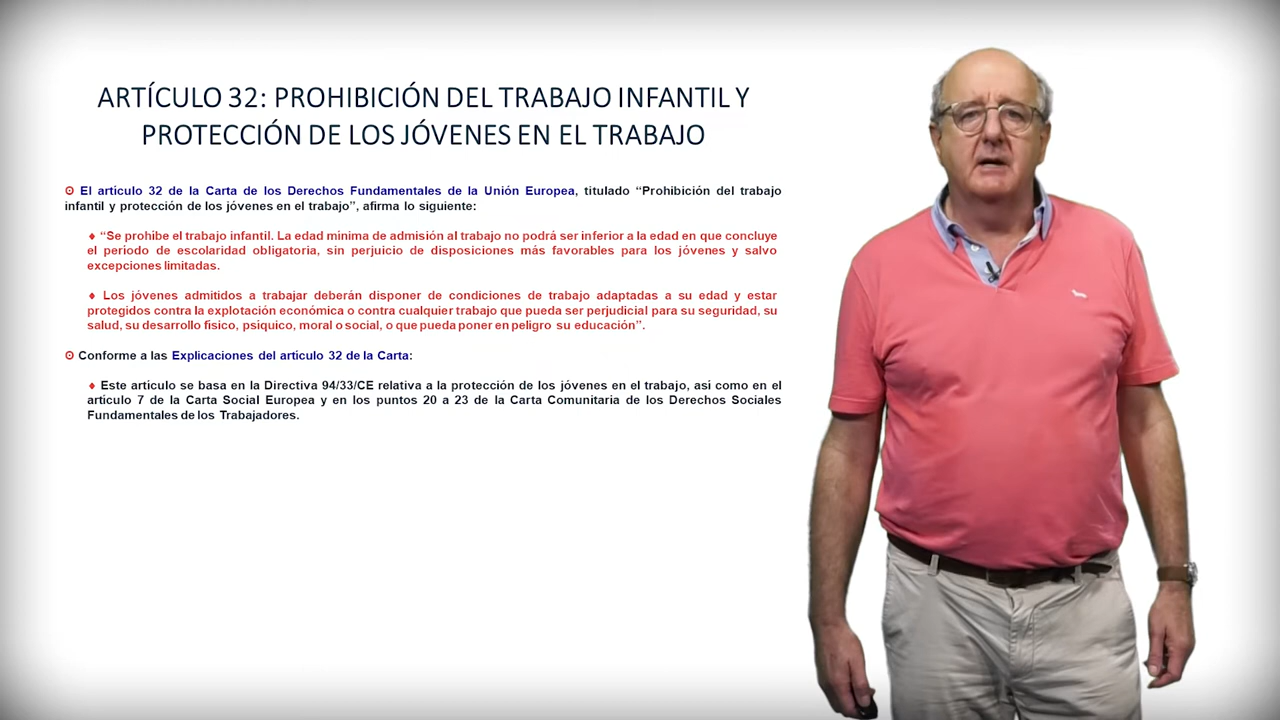 ARTÍCULO 32: PROHIBICIÓN DEL TRABAJO INFANTIL Y
PROTECCIÓN DE LOS JÓVENES EN EL TRABAJO
El articulo 32 de la Carta de los Derechos Fundamentales de la Unión Europea, titulado “Prohibición del trabajo
infantil y protección de los jóvenes en el trabajo”, afirma lo siguiente:
♦ “Se prohibe el trabajo infantil. La edad minima de admisión al trabajo no podrá ser inferior a la edad en que concluye
el periodo de escolaridad obligatoria, sin perjuicio de disposiciones más favorables para los jóvenes y salvo
excepciones limitadas.
♦ Los jóvenes admitidos a trabajar deberán disponer de condiciones de trabajo adaptadas a su edad y estar
protegidos contra la explotación económica o contra cualquier trabajo que pueda ser perjudicial para su seguridad, su
salud, su desarrollo fisico, psiquico, moral o social, o que pueda poner en peligro su educación”.
Conforme a las Explicaciones del articulo 32 de la Carta:
♦ Este articulo se basa en la Directiva 94/33/CE relativa a la protección de los jóvenes en el trabajo, asi como en el
articulo 7 de la Carta Social Europea y en los puntos 20 a 23 de la Carta Comunitaria de los Derechos Sociales
Fundamentales de los Trabajadores.